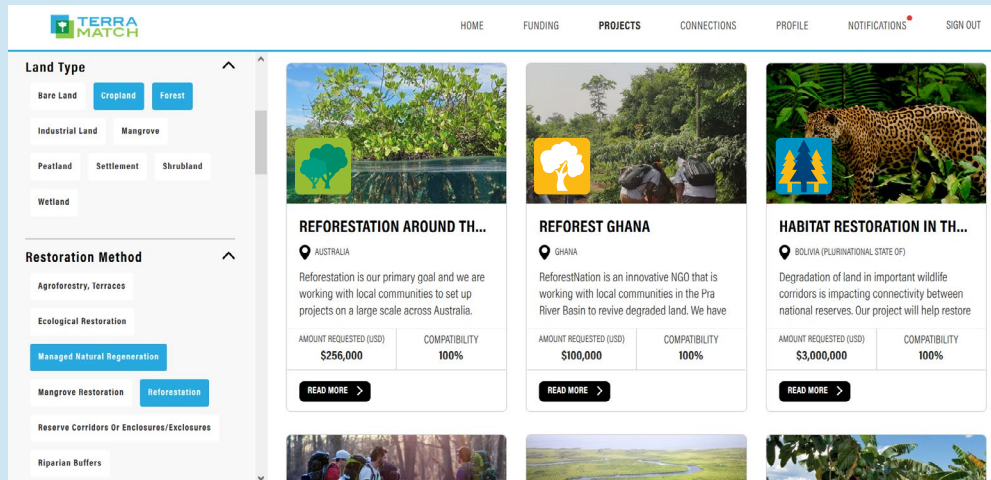 TERRA
MATCH
HOME FUNDING PROJECTS CONNECTIONS PROFILE NOTIFICATIONS SIGN OUT
Land Type
Bare Land Cropland Forest
Industrial Land Mangrove
Peatland Settlement Shrubland
Wetland
Restoration Method
Agroforestry, Terraces
Ecological Restoration
Managed Natural Regeneration
Mangrove Restoration Reforestation
Reserve Corridors Or Enclosures/Exclosures
Riparian Buffers
REFORESTATION AROUND TH...
AUSTRALIA
Reforestation is our primary goal and we are
working with local communities to set up
projects on a large scale across Australia.
AMOUNT REQUESTED (USD) COMPATIBILITY
$256,000 100%
READ MORE
REFOREST GHANA
GHANA
ReforestNation is an innovative NGO that is
working with local communities in the Pra
River Basin to revive degraded land. We have
AMOUNT REQUESTED (USD) COMPATIBILITY
$100,000 100%
READ MORE
HABITAT RESTORATION IN TH...
BOLIVIA (PLURINATIONAL STATE OF)
Degradation of land in important wildlife
corridors is impacting connectivity between
national reserves. Our project will help restore
AMOUNT REQUESTED (USD) COMPATIBILITY
$3,000,000 100%
READ MORE